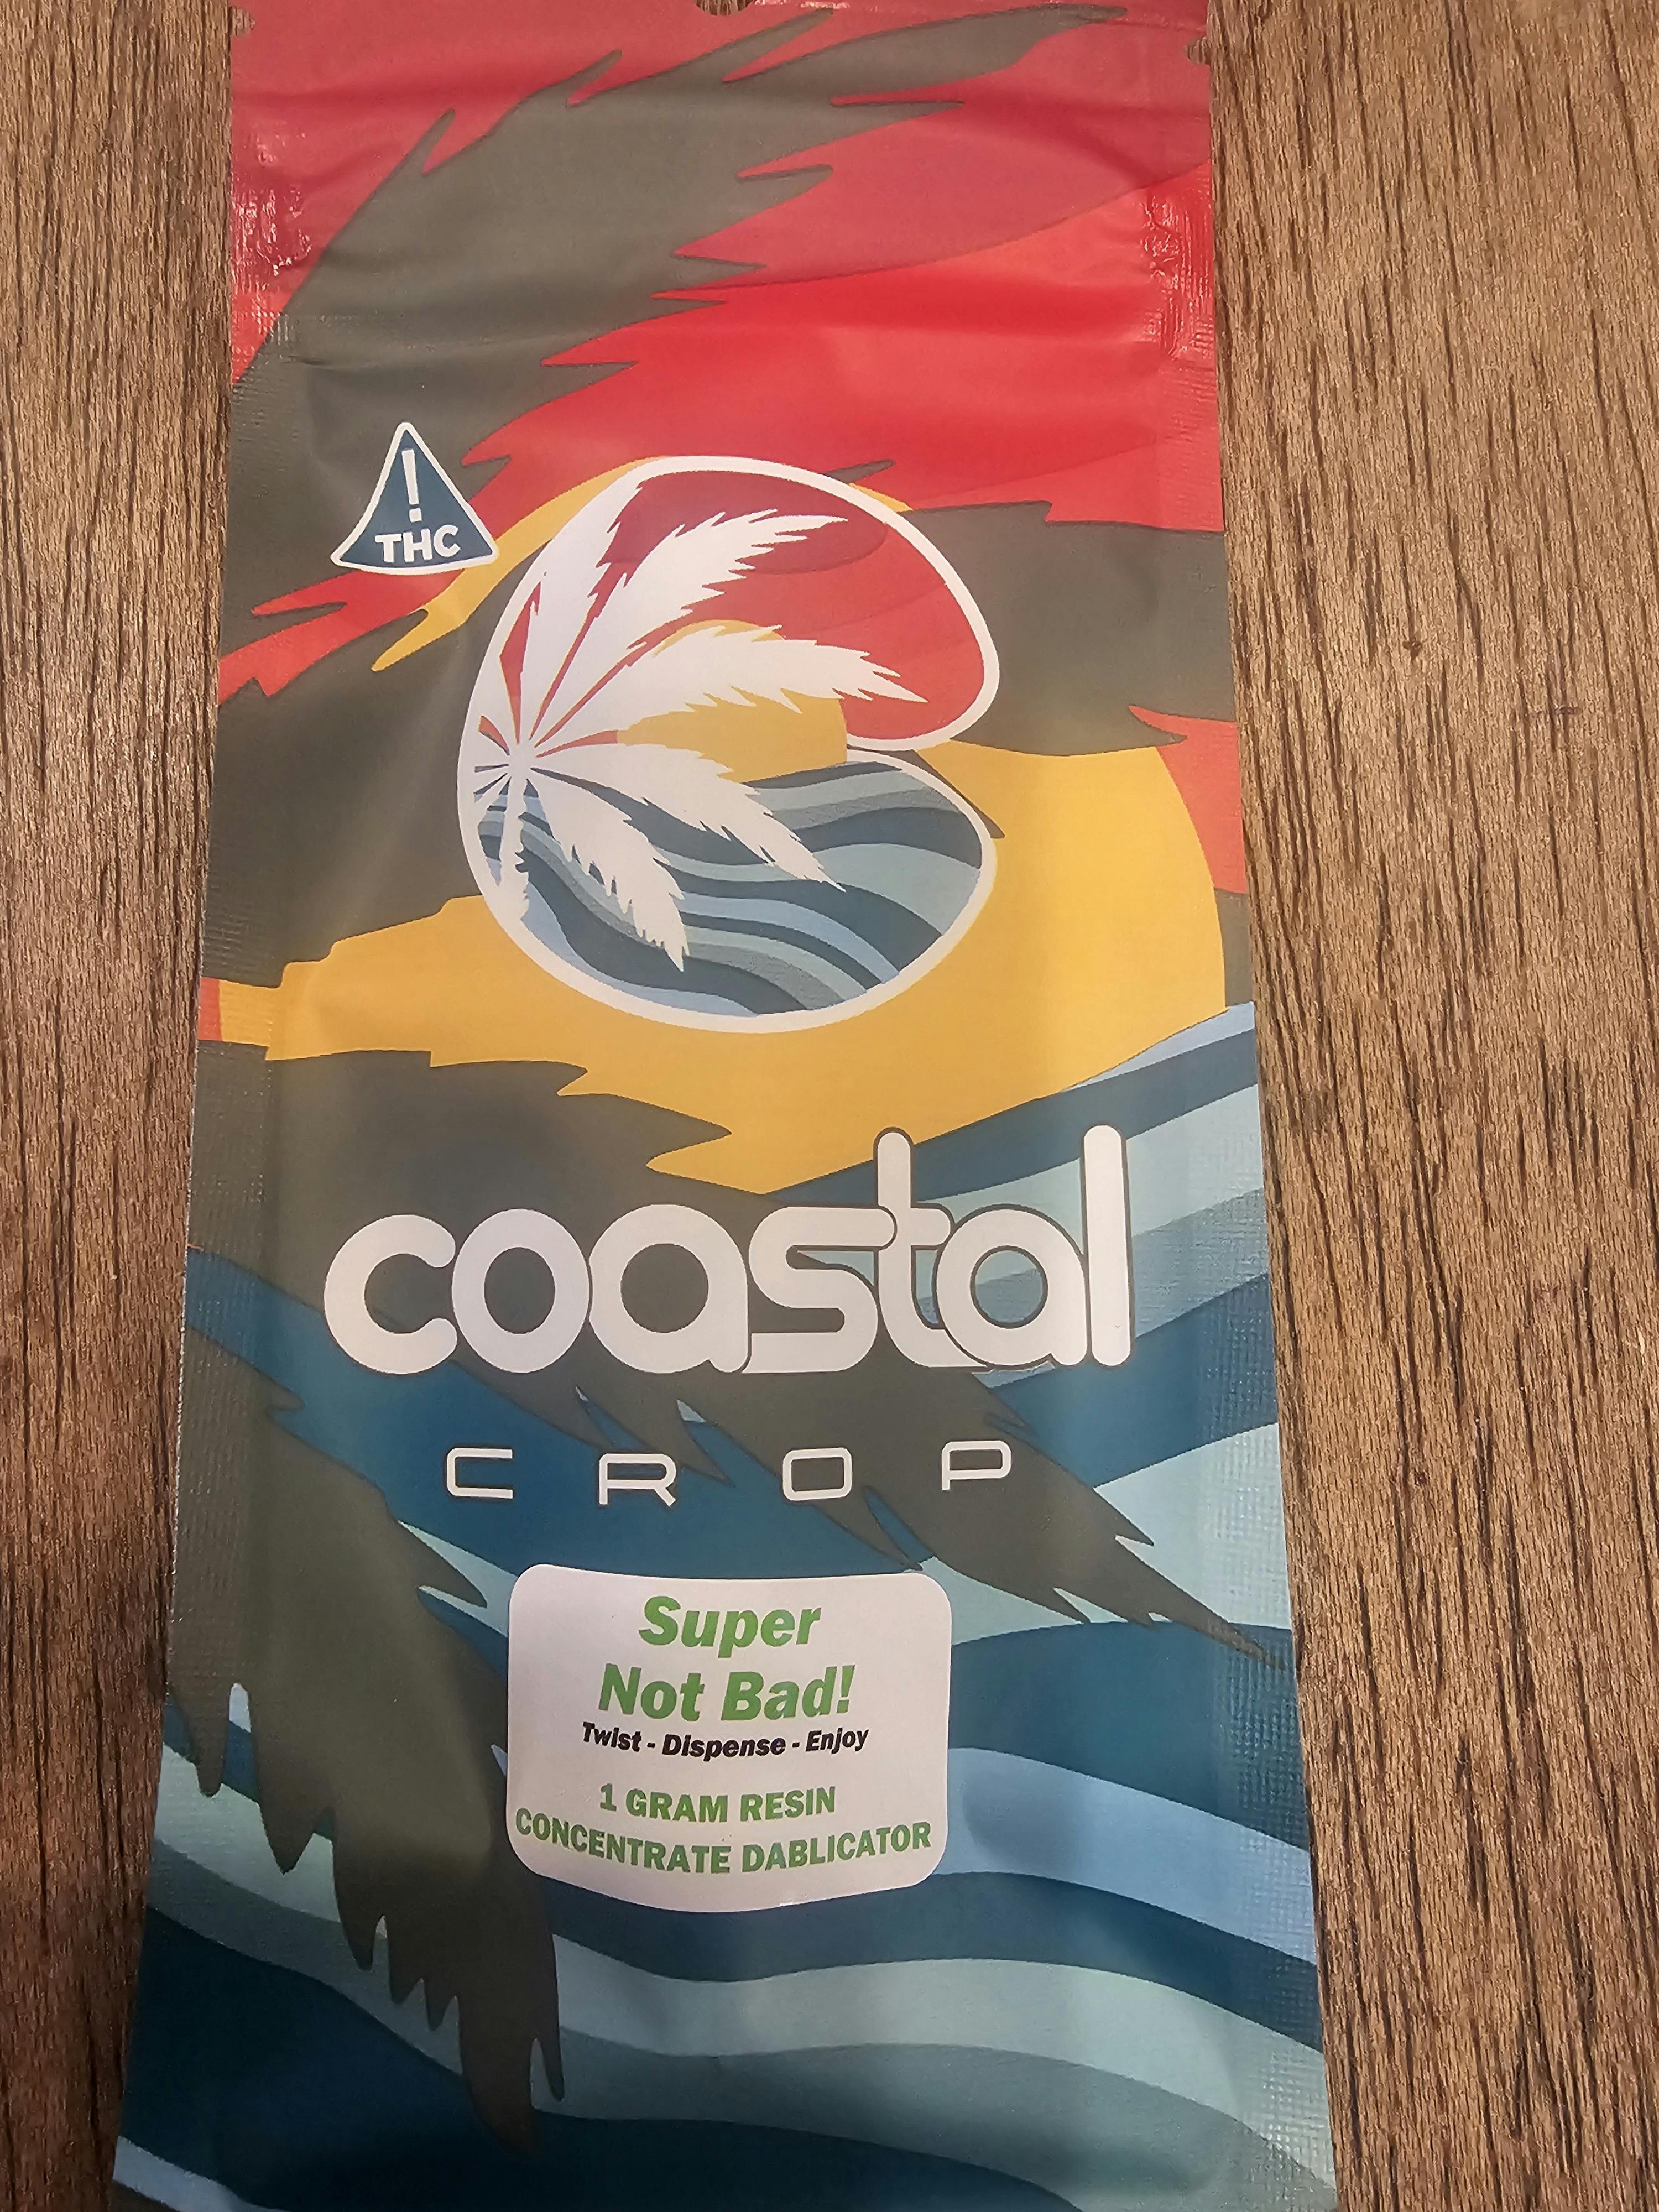 !
THC
coastal
CROP
Super
Not Bad!
Twist - Dispense - Enjoy
1 GRAM RESIN
CONCENTRATE DABLICATOR